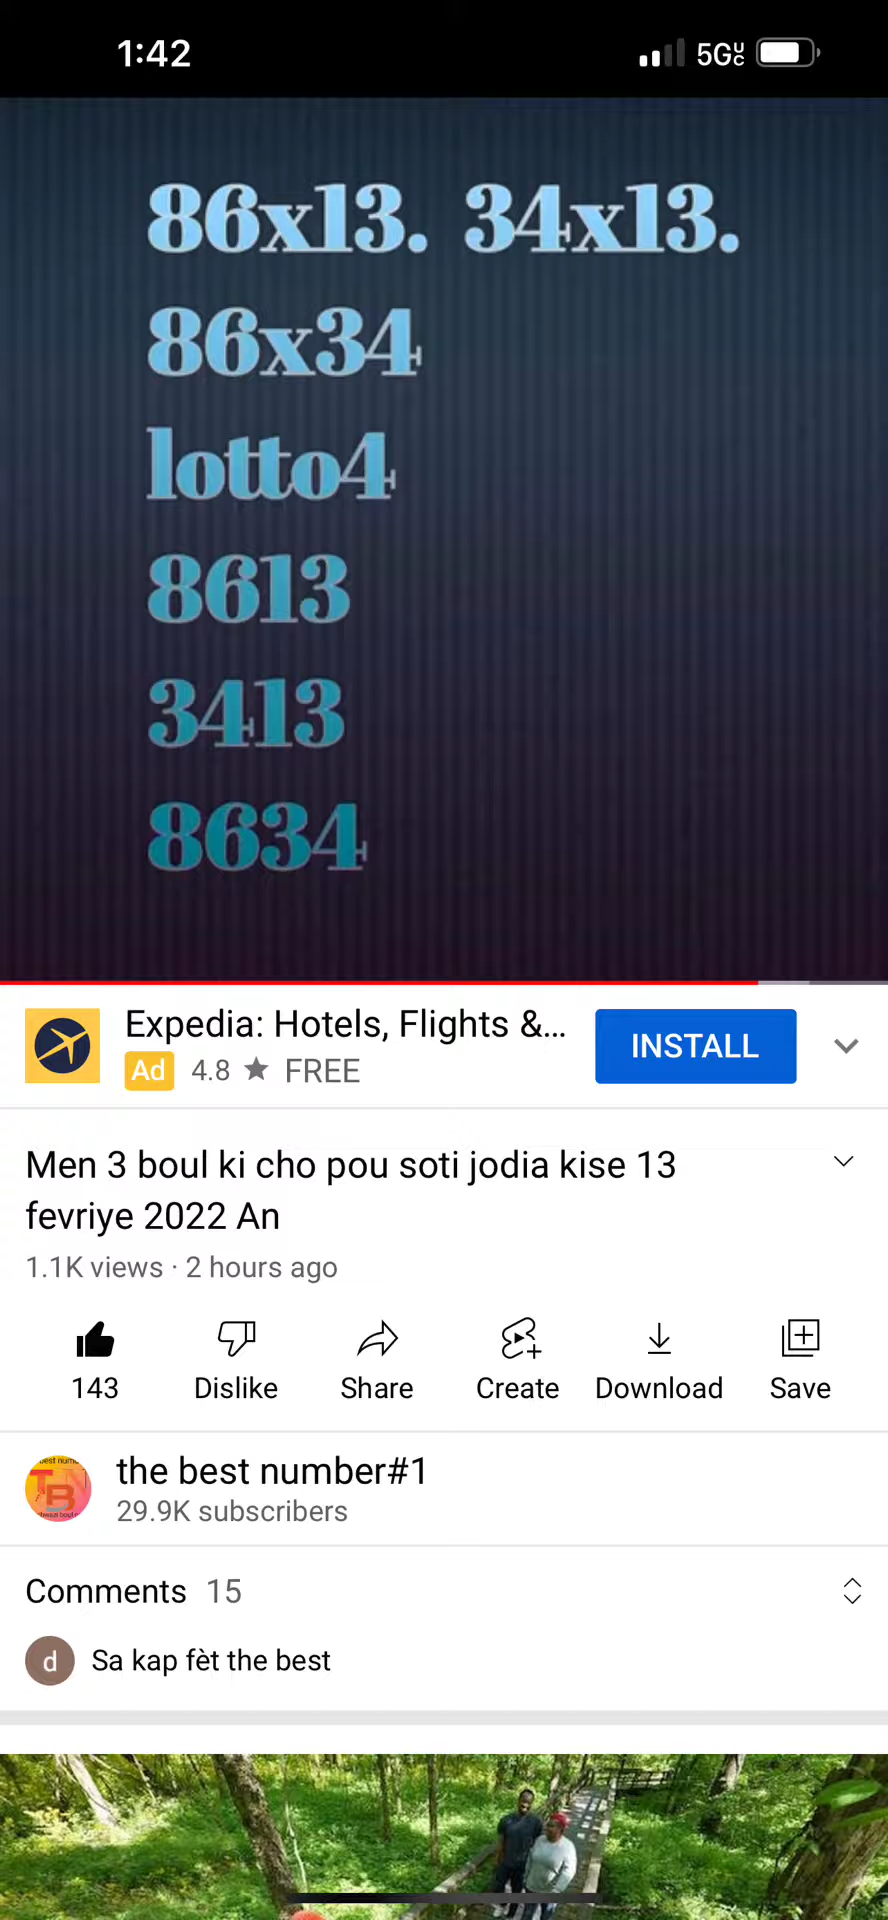 1:42 5GUC
86x13. 34x13.
86x34
lotto4
8613
3413
8634
Expedia: Hotels, Flights &...
INSTALL
Ad 4.8 ★ FREE
Men 3 boul ki cho pou soti jodia kise 13
fevriye 2022 An
1.1K views · 2 hours ago
143 Dislike Share Create Download Save
TBN
the best number#1
29.9K subscribers
Comments 15
d Sa kap fèt the best